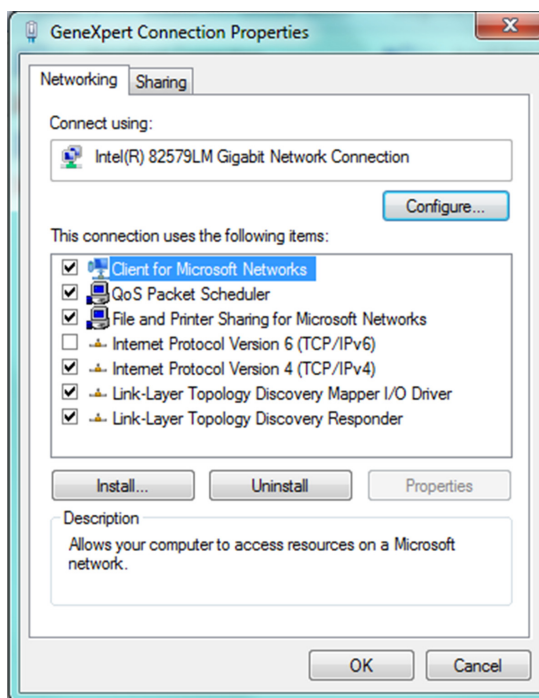 GeneXpert Connection Properties
Networking
Sharing
Connect using:
Intel(R) 82579LM Gigabit Network Connection
Configure...
This connection uses the following items:
Client for Microsoft Networks
QoS Packet Scheduler
File and Printer Sharing for Microsoft Networks
Internet Protocol Version 6 (TCP/IPv6)
Internet Protocol Version 4 (TCP/IPv4)
Link-Layer Topology Discovery Mapper I/O Driver
Link-Layer Topology Discovery Responder
Install...
Uninstall
Properties
Description
Allows your computer to access resources on a Microsoft
network.
OK
Cancel